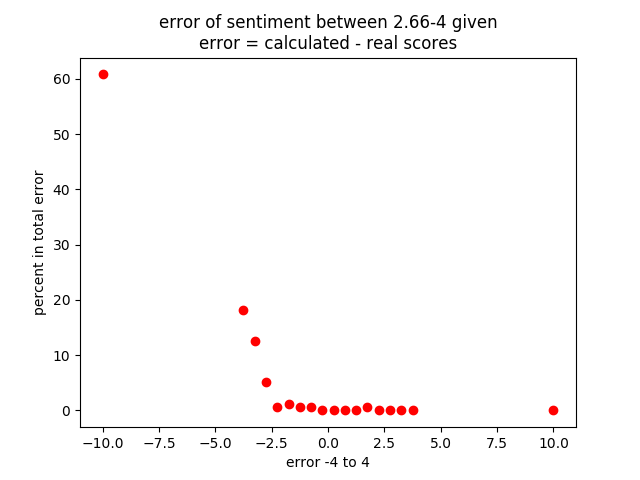 error of sentiment between 2.66-4 given
error = calculated - real scores
percent in total error
60
50
40
30
20
10
0
−10.0 −7.5 −5.0 −2.5 0.0 2.5 5.0 7.5 10.0
error -4 to 4